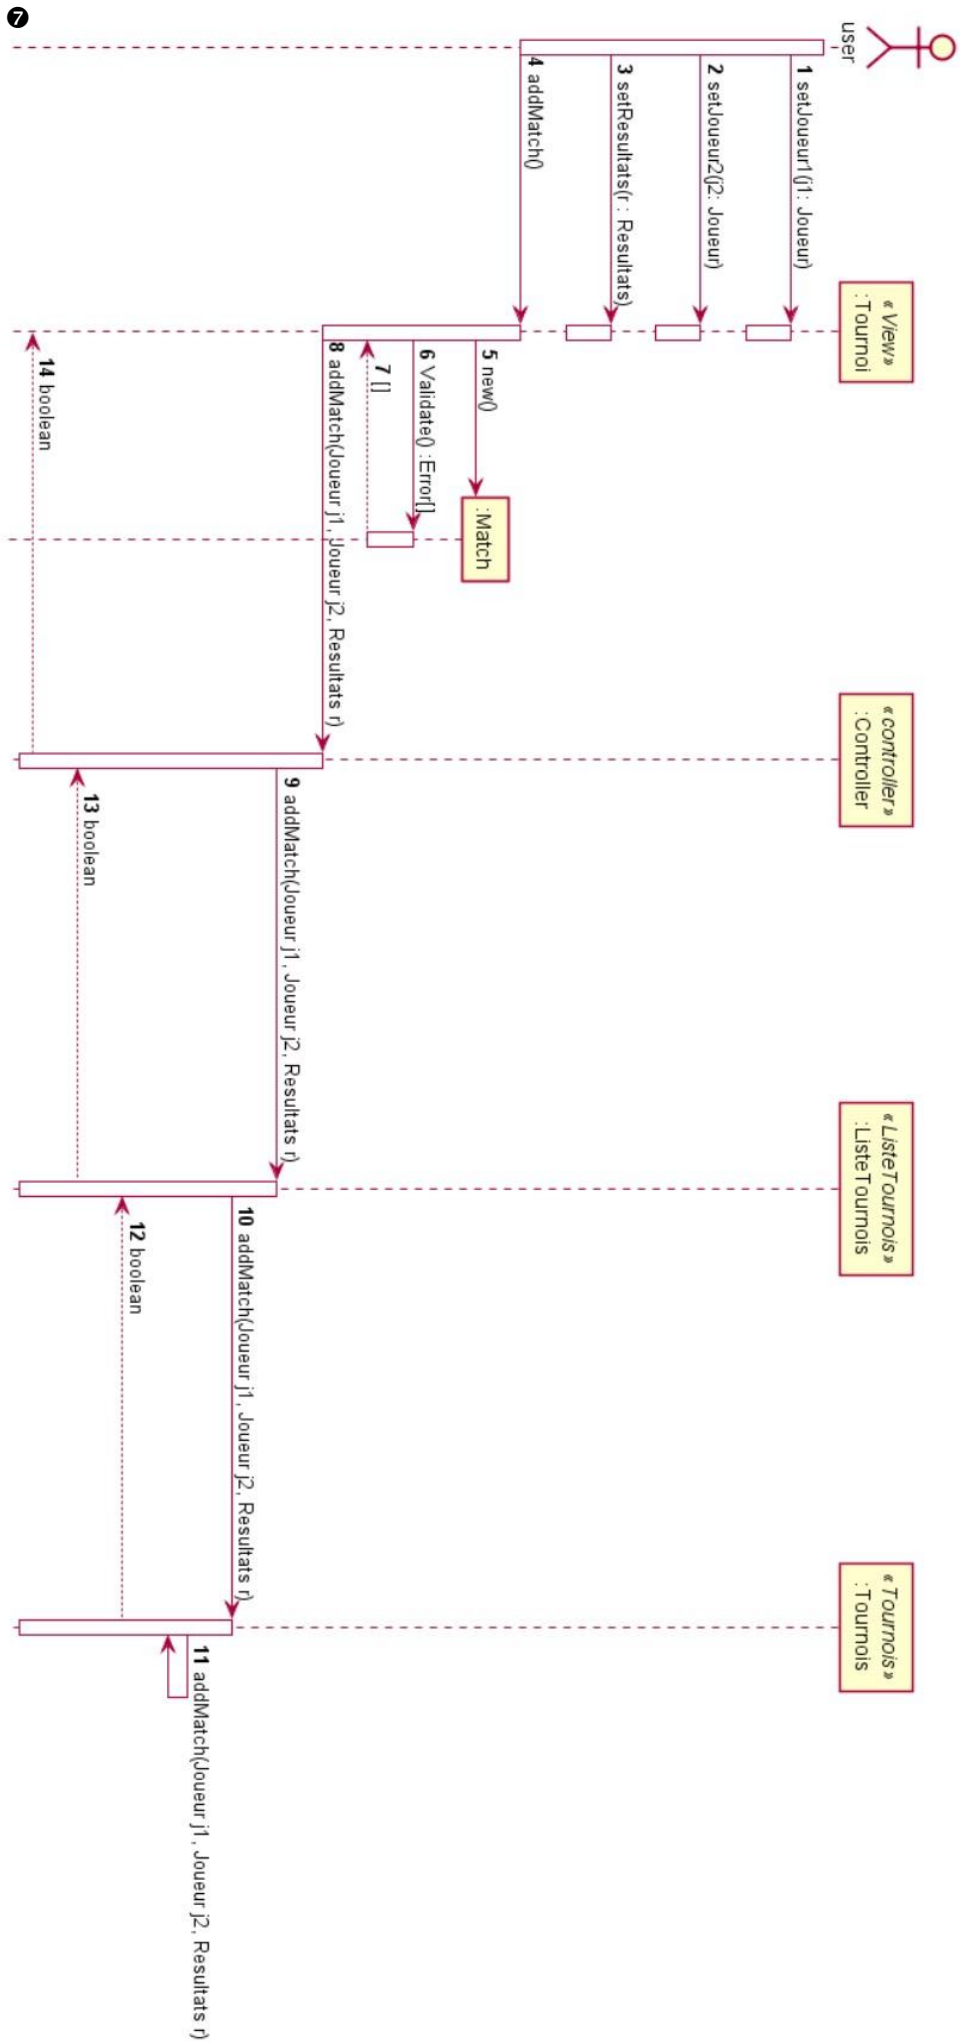 ❼
user
«View»
:Tournoi
«controller»
:Controller
«ListeTournois»
:ListeTournois
«Tournois»
:Tournois
1 setJoueur1(j1: Joueur)
2 setJoueur2(j2: Joueur)
3 setResultats(r : Resultats)
4 addMatch()
5 new()
:Match
6 Validate() :Error[]
7 []
8 addMatch(Joueur j1, Joueur j2, Resultats r)
9 addMatch(Joueur j1, Joueur j2, Resultats r)
10 addMatch(Joueur j1, Joueur j2, Resultats r)
11 addMatch(Joueur j1, Joueur j2, Resultats r)
12 boolean
13 boolean
14 boolean